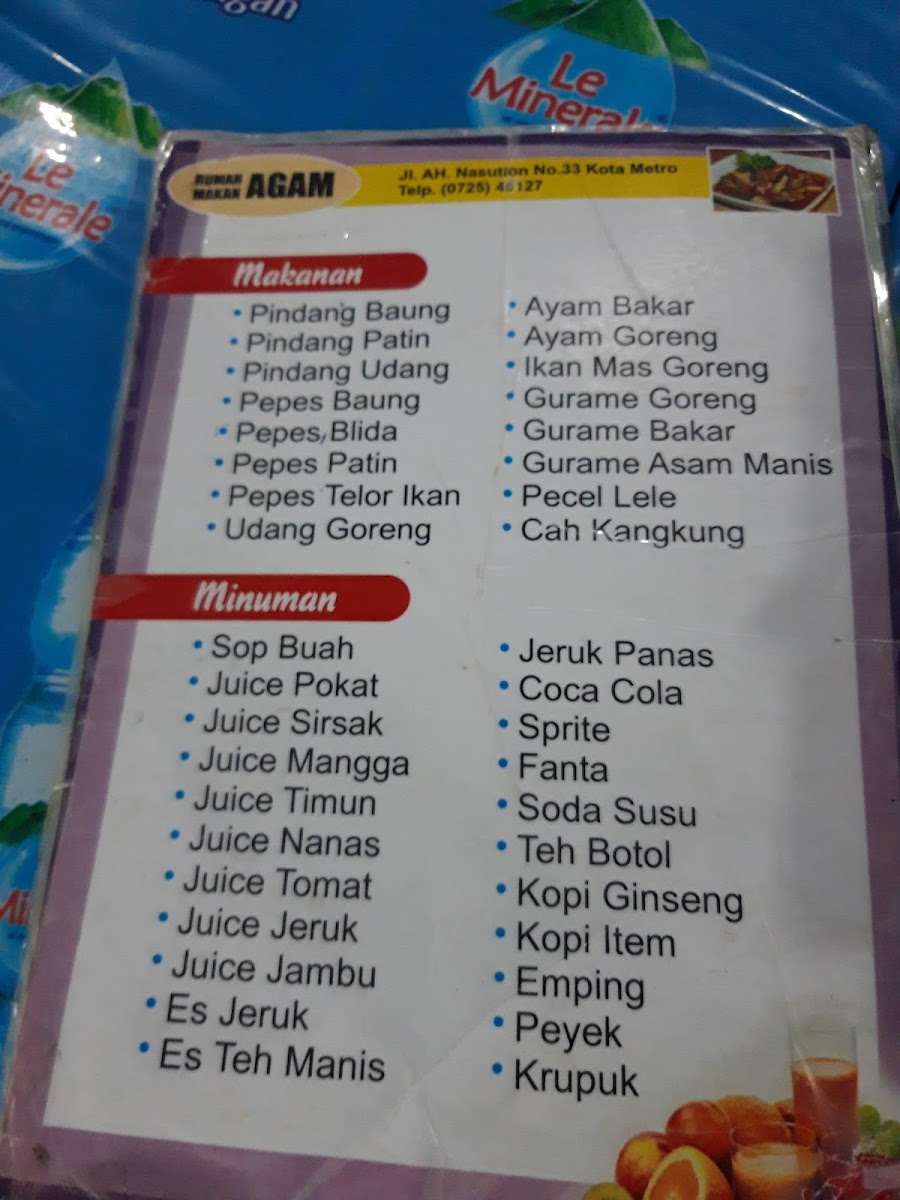 Le
Minerale
Le
Minerale
RUMAH
MAKAN AGAM
Jl. AH. Nasution No.33 Kota Metro
Telp. (0725) 46127
Makanan
• Pindang Baung
• Pindang Patin
• Pindang Udang
• Pepes Baung
• Pepes Blida
• Pepes Patin
• Pepes Telor Ikan
• Udang Goreng
• Ayam Bakar
• Ayam Goreng
• Ikan Mas Goreng
• Gurame Goreng
• Gurame Bakar
• Gurame Asam Manis
• Pecel Lele
• Cah Kangkung
Minuman
• Sop Buah
• Juice Pokat
• Juice Sirsak
• Juice Mangga
• Juice Timun
• Juice Nanas
• Juice Tomat
• Juice Jeruk
• Juice Jambu
• Es Jeruk
• Es Teh Manis
• Jeruk Panas
• Coca Cola
• Sprite
• Fanta
• Soda Susu
• Teh Botol
• Kopi Ginseng
• Kopi Item
• Emping
• Peyek
• Krupuk